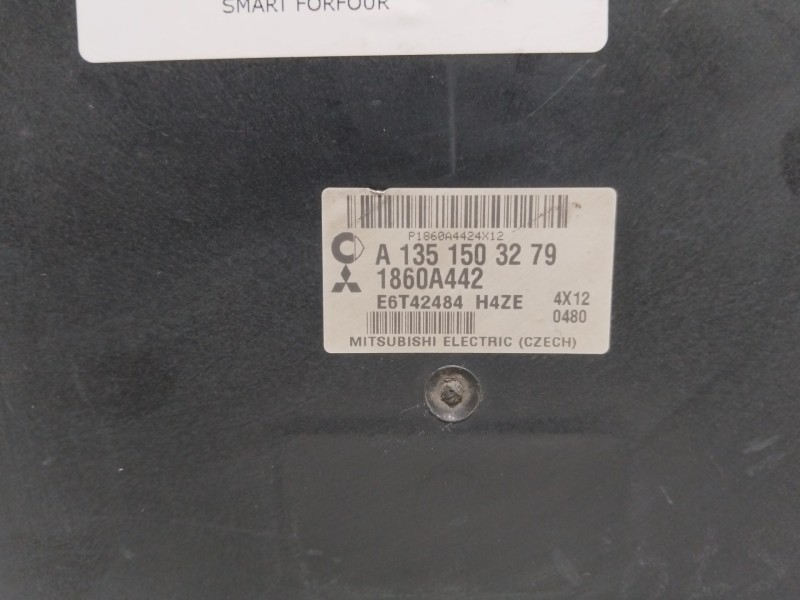 SMART FORFOUR
P1860A4424X12
A 135 150 32 79
1860A442
E6T42484 H4ZE 4X12
0480
MITSUBISHI ELECTRIC (CZECH)